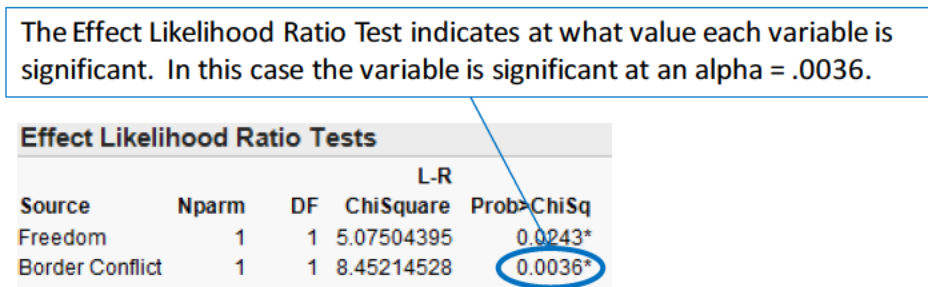 The Effect Likelihood Ratio Test indicates at what value each variable is
significant. In this case the variable is significant at an alpha = .0036.
Effect Likelihood Ratio Tests
L-R
Source Nparm DF ChiSquare Prob>ChiSq
Freedom 1 1 5.07504395 0.0243*
Border Conflict 1 1 8.45214528 0.0036*